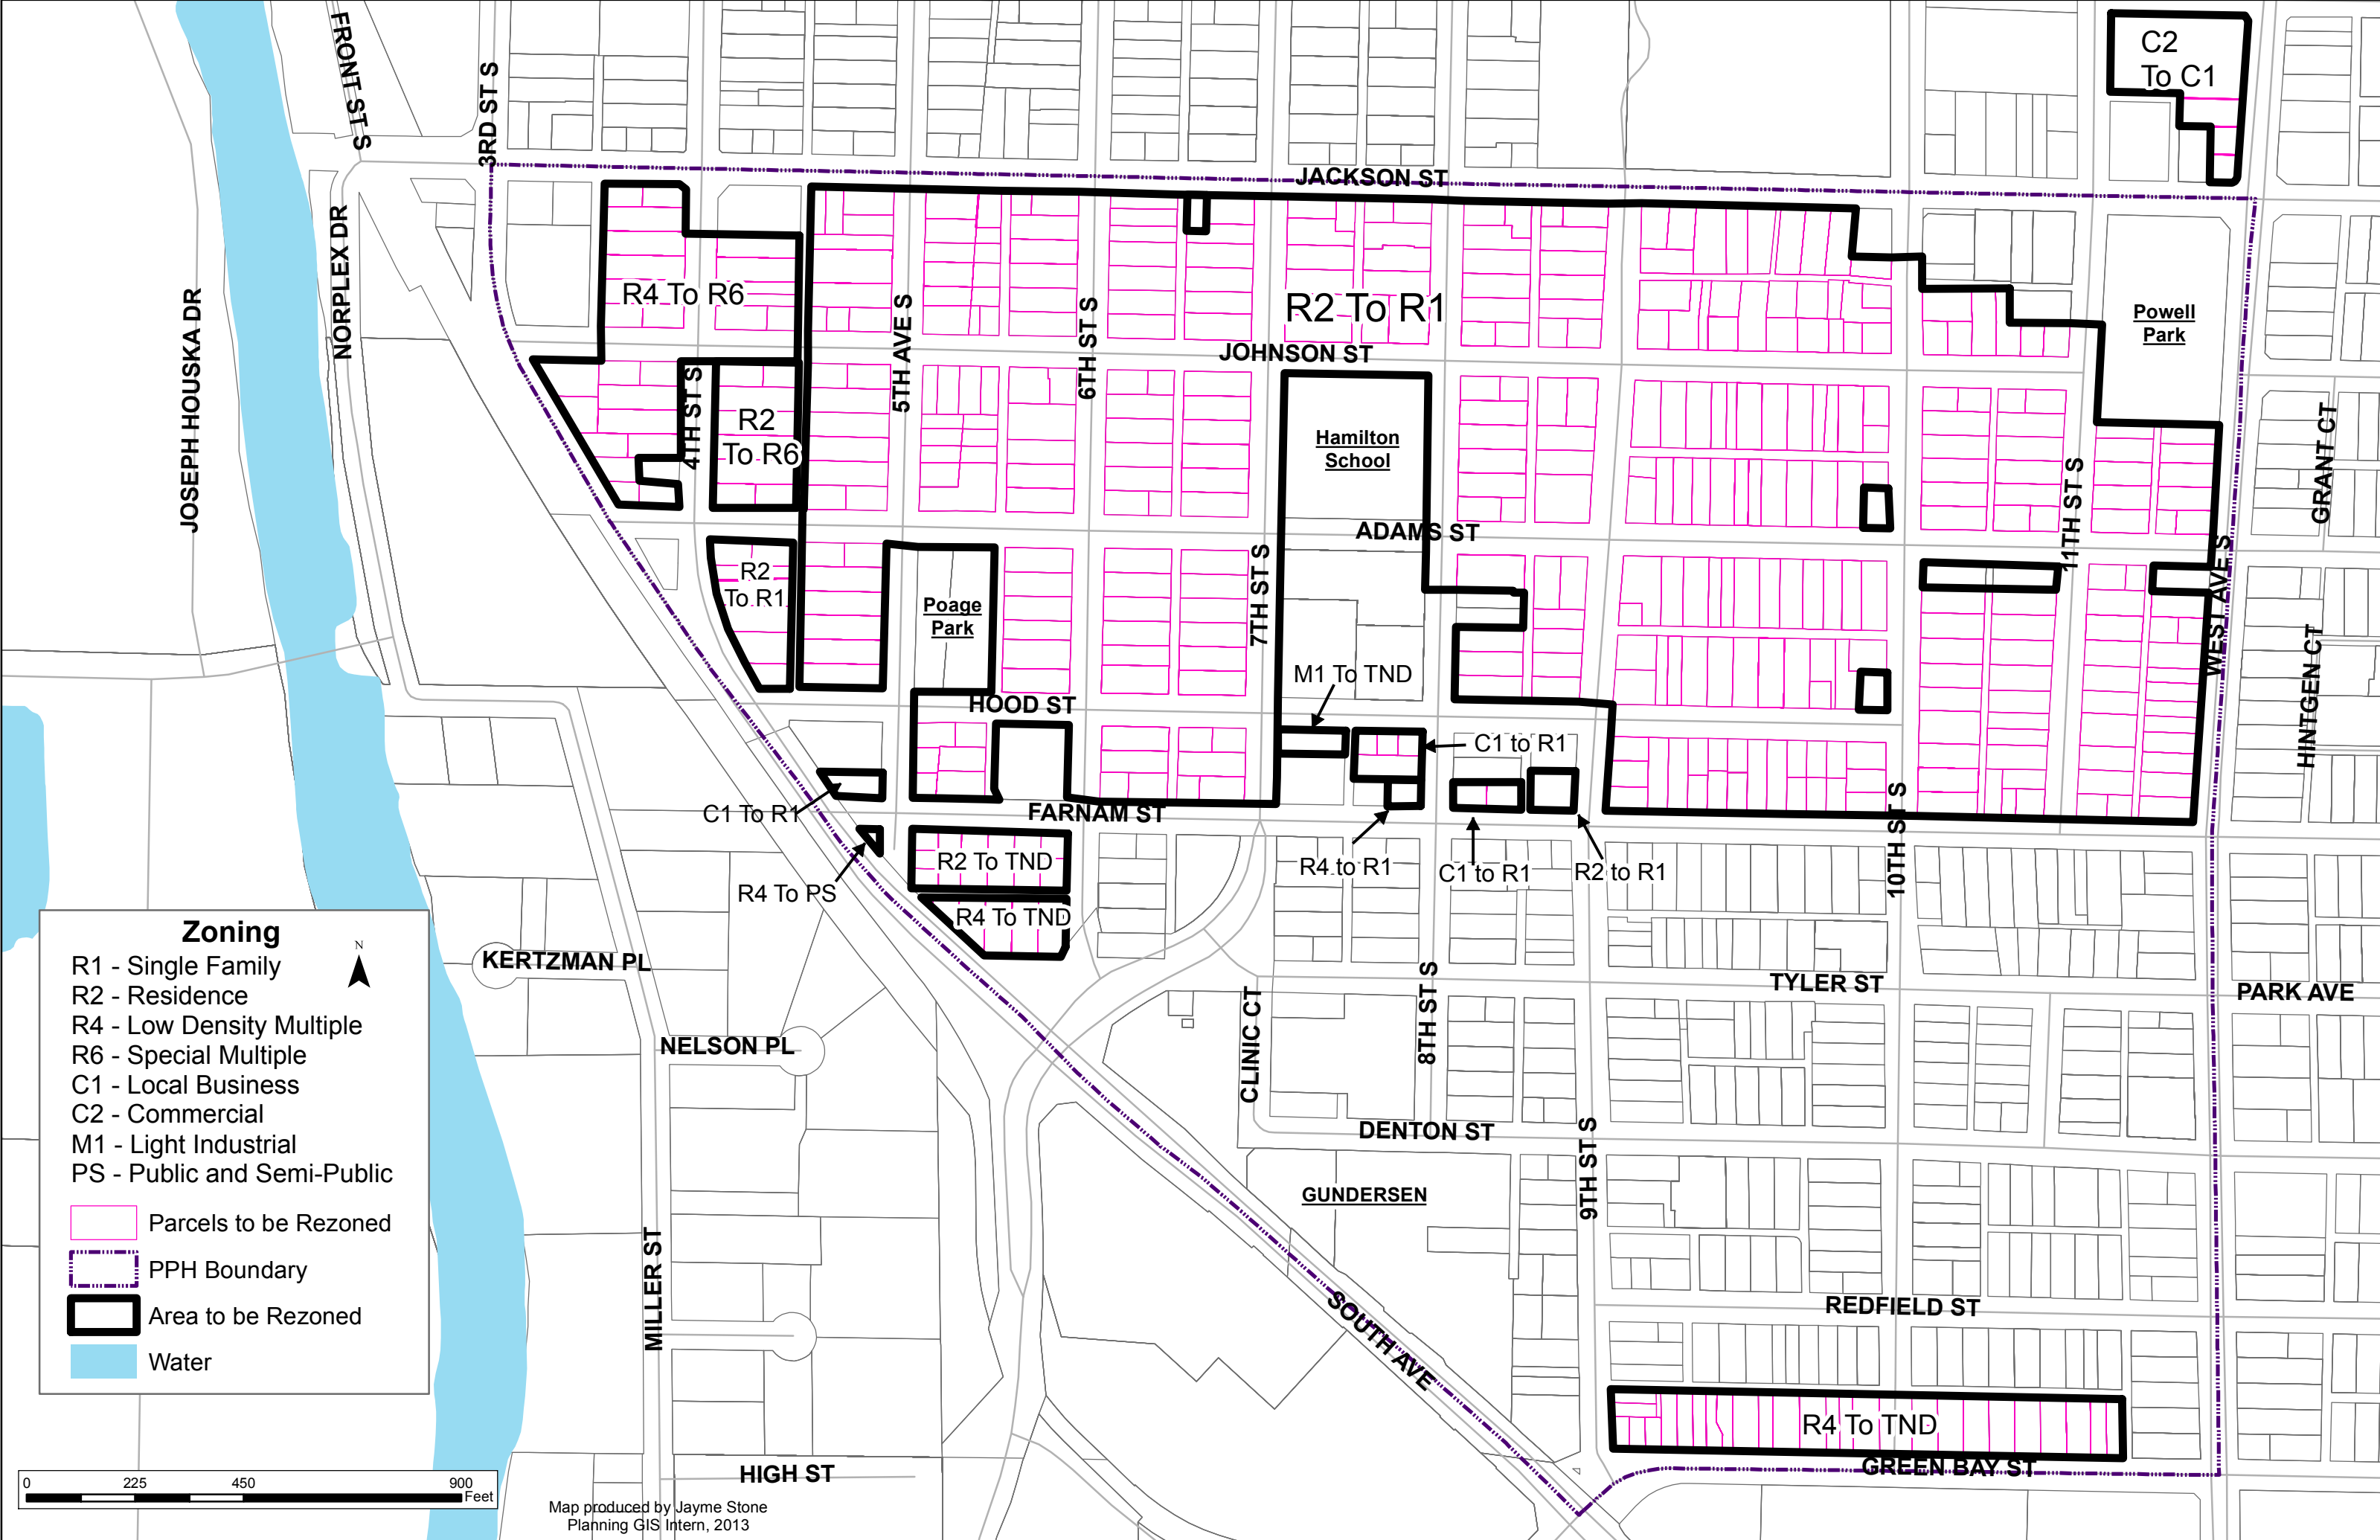 FRONT ST S
3RD ST S
C2
To C1
JACKSON ST
NORPLEX DR
JOSEPH HOUSKA DR
R4 To R6
5TH AVE S
6TH ST S
R2 To R1
JOHNSON ST
Powell
Park
4TH ST S
R2
To R6
Hamilton
School
GRANT CT
11TH ST S
ADAMS ST
R2
To R1
Poage
Park
7TH ST S
WEST AVE S
HINTGEN CT
M1 To TND
HOOD ST
C1 to R1
C1 To R1
FARNAM ST
10TH ST S
R2 To TND
R4 to R1
C1 to R1
R2 to R1
R4 To PS
R4 To TND
Zoning
N
R1 - Single Family
R2 - Residence
R4 - Low Density Multiple
R6 - Special Multiple
C1 - Local Business
C2 - Commercial
M1 - Light Industrial
PS - Public and Semi-Public
Parcels to be Rezoned
PPH Boundary
Area to be Rezoned
Water
KERTZMAN PL
TYLER ST
PARK AVE
NELSON PL
CLINIC CT
8TH ST S
DENTON ST
9TH ST S
GUNDERSEN
MILLER ST
SOUTH AVE
REDFIELD ST
R4 To TND
GREEN BAY ST
HIGH ST
0 225 450 900
Feet
Map produced by Jayme Stone
Planning GIS Intern, 2013